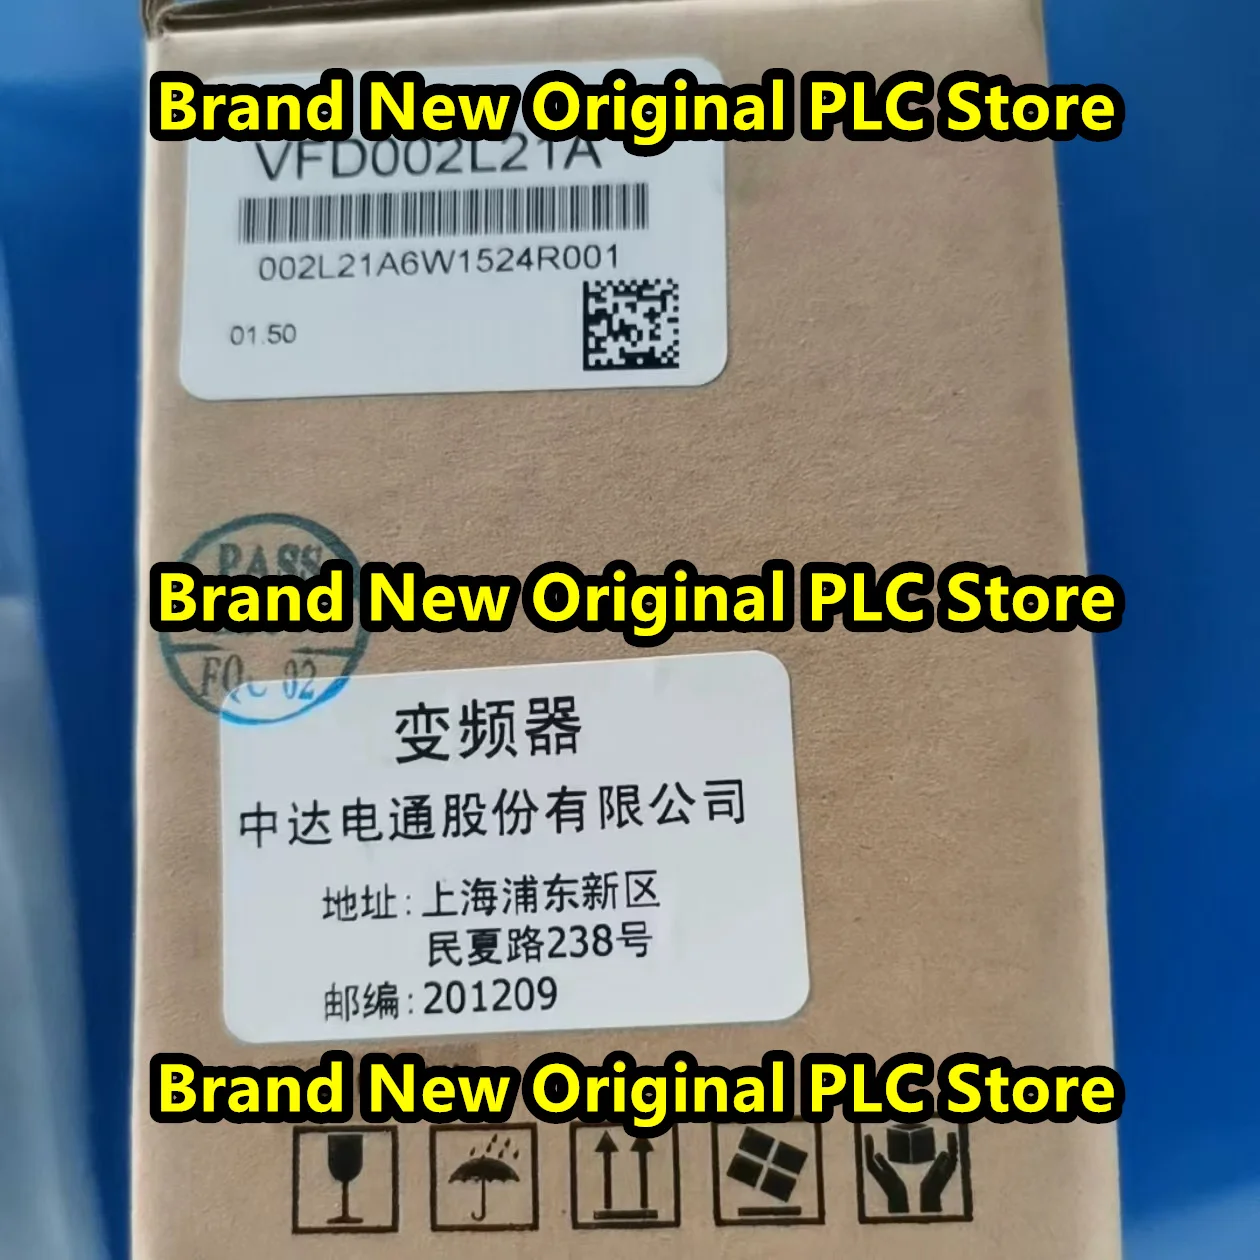 Brand New Original PLC Store
VFD002L21A
002L21A6W1524R001
01.50
PASS
Brand New Original PLC Store
FQC 02
变频器
中达电通股份有限公司
地址:上海浦东新区
民夏路238号
邮编:201209
Brand New Original PLC Store